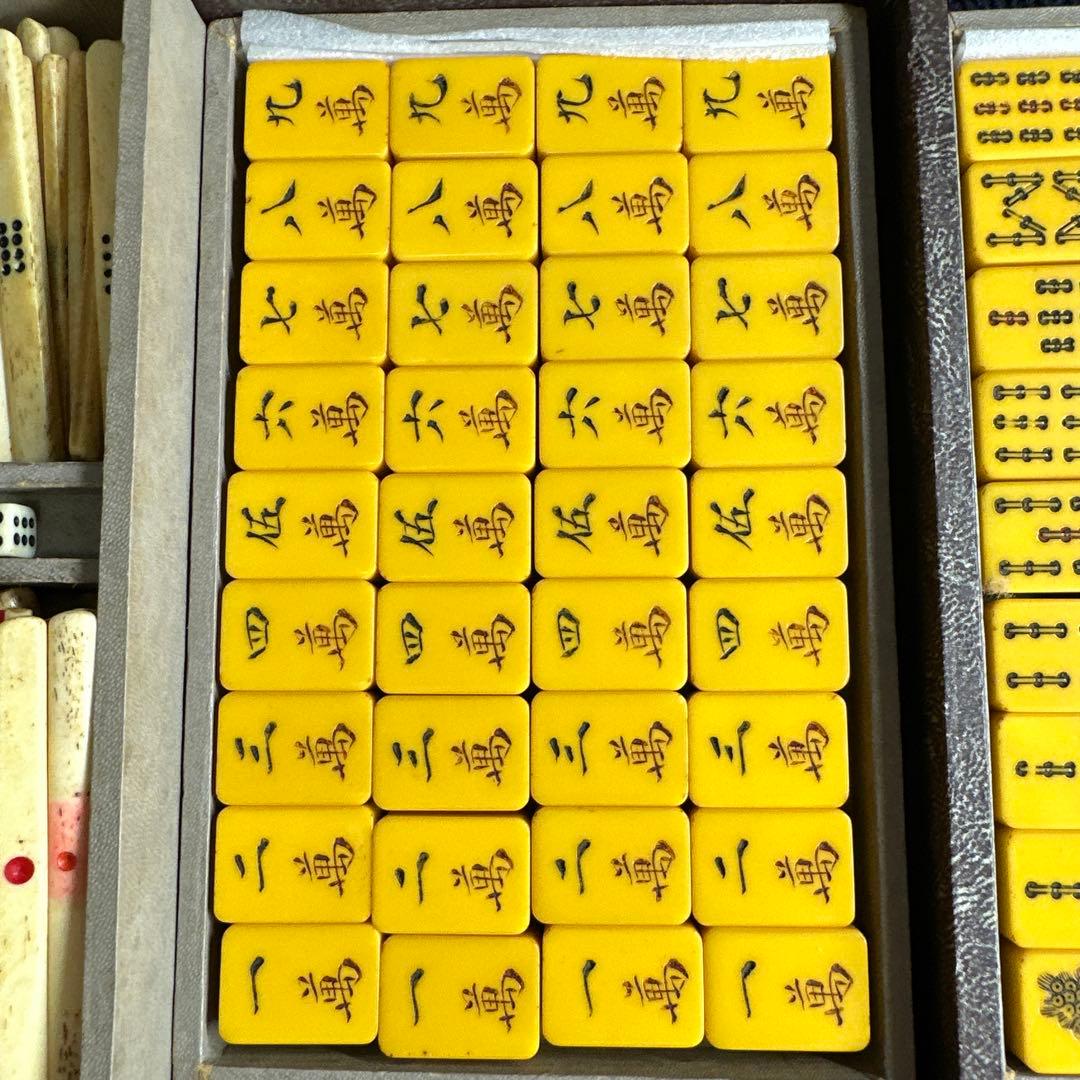 九萬 九萬 九萬 九萬
八萬 八萬 八萬 八萬
七萬 七萬 七萬 七萬
六萬 六萬 六萬 六萬
伍萬 伍萬 伍萬 伍萬
四萬 四萬 四萬 四萬
三萬 三萬 三萬 三萬
二萬 二萬 二萬 二萬
一萬 一萬 一萬 一萬